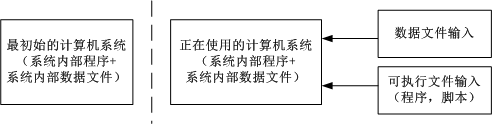 最初始的计算机系统
（系统内部程序+
系统内部数据文件）
正在使用的计算机系统
（系统内部程序+
系统内部数据文件）
数据文件输入
可执行文件输入
（程序，脚本）